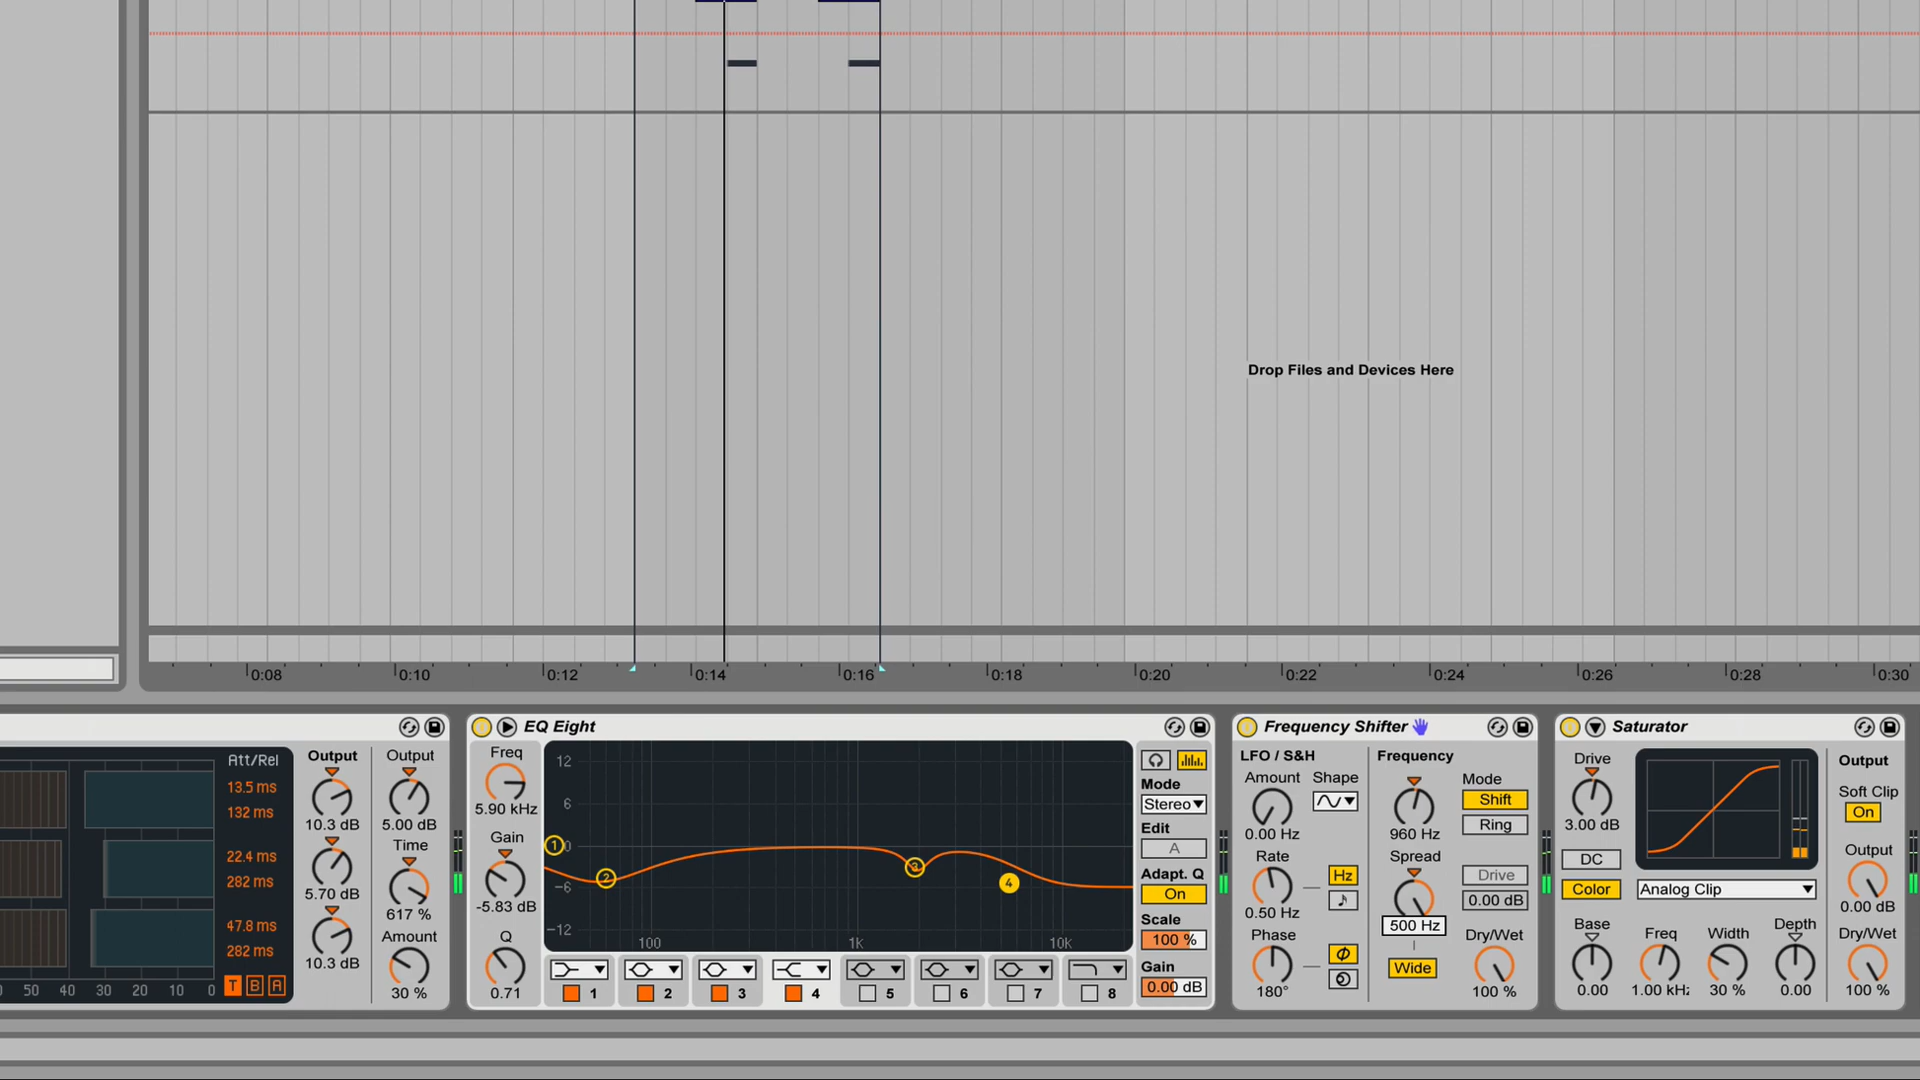 Drop Files and Devices Here
0:08 0:10 0:12 0:14 0:16 0:18 0:20 0:22 0:24 0:26 0:28 0:30
Att/Rel
13.5 ms
132 ms
22.4 ms
282 ms
47.8 ms
282 ms
T B A
50 40 30 20 10 0
Output
10.3 dB
5.70 dB
10.3 dB
Output
5.00 dB
Time
617 %
Amount
30 %
EQ Eight
Freq
5.90 kHz
Gain
-5.83 dB
Q
0.71
12
6
0
-6
-12
100 1k 10k
1
2
3
4
1 2 3 4 5 6 7 8
Mode
Stereo
Edit
A
Adapt. Q
On
Scale
100 %
Gain
0.00 dB
Frequency Shifter
LFO / S&H
Amount
0.00 Hz
Shape
Rate
0.50 Hz
Hz
Phase
180°
Frequency
960 Hz
Spread
500 Hz
Wide
Mode
Shift
Ring
Drive
0.00 dB
Dry/Wet
100 %
Saturator
Drive
3.00 dB
DC
Color
Analog Clip
Base
0.00
Freq
1.00 kHz
Width
30 %
Depth
0.00
Output
Soft Clip
On
Output
0.00 dB
Dry/Wet
100 %